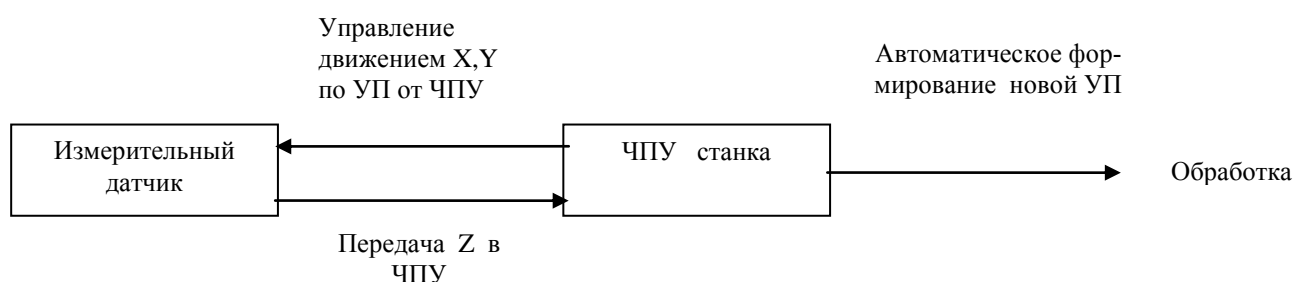 Управление
движением X,Y
по УП от ЧПУ
Автоматическое фор-
мирование новой УП
Измерительный
датчик
ЧПУ станка
Обработка
Передача Z в
ЧПУ